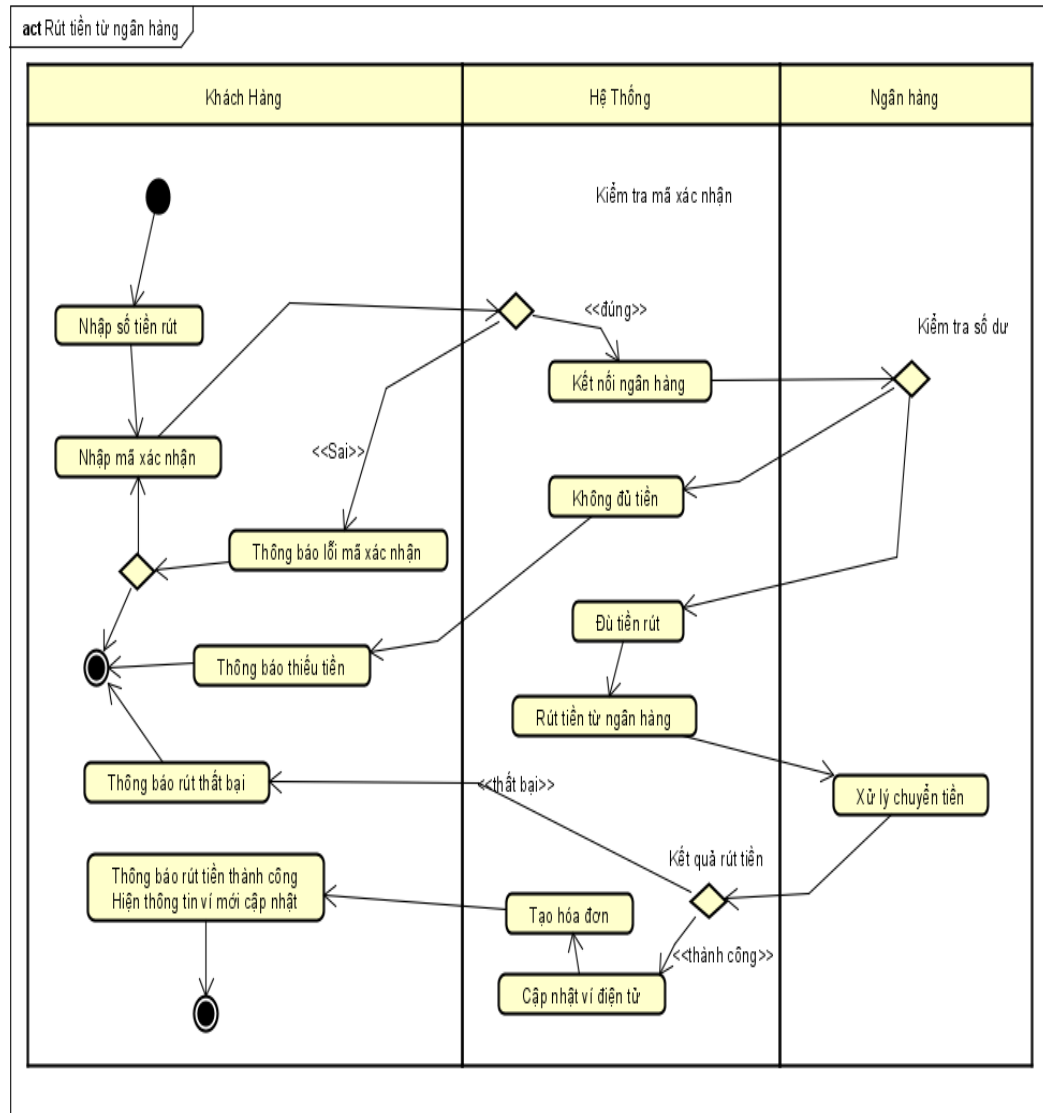 act Rút tiền từ ngân hàng
Khách Hàng
Hệ Thống
Ngân hàng
Kiểm tra mã xác nhận
<<đúng>>
Nhập số tiền rút
Kiểm tra số dư
Kết nối ngân hàng
Nhập mã xác nhận
<<Sai>>
Không đủ tiền
Thông báo lỗi mã xác nhận
Đủ tiền rút
Thông báo thiếu tiền
Rút tiền từ ngân hàng
Thông báo rút thất bại
<<thất bại>>
Xử lý chuyển tiền
Kết quả rút tiền
Thông báo rút tiền thành công
Hiện thông tin ví mới cập nhật
Tạo hóa đơn
<<thành công>>
Cập nhật ví điện tử